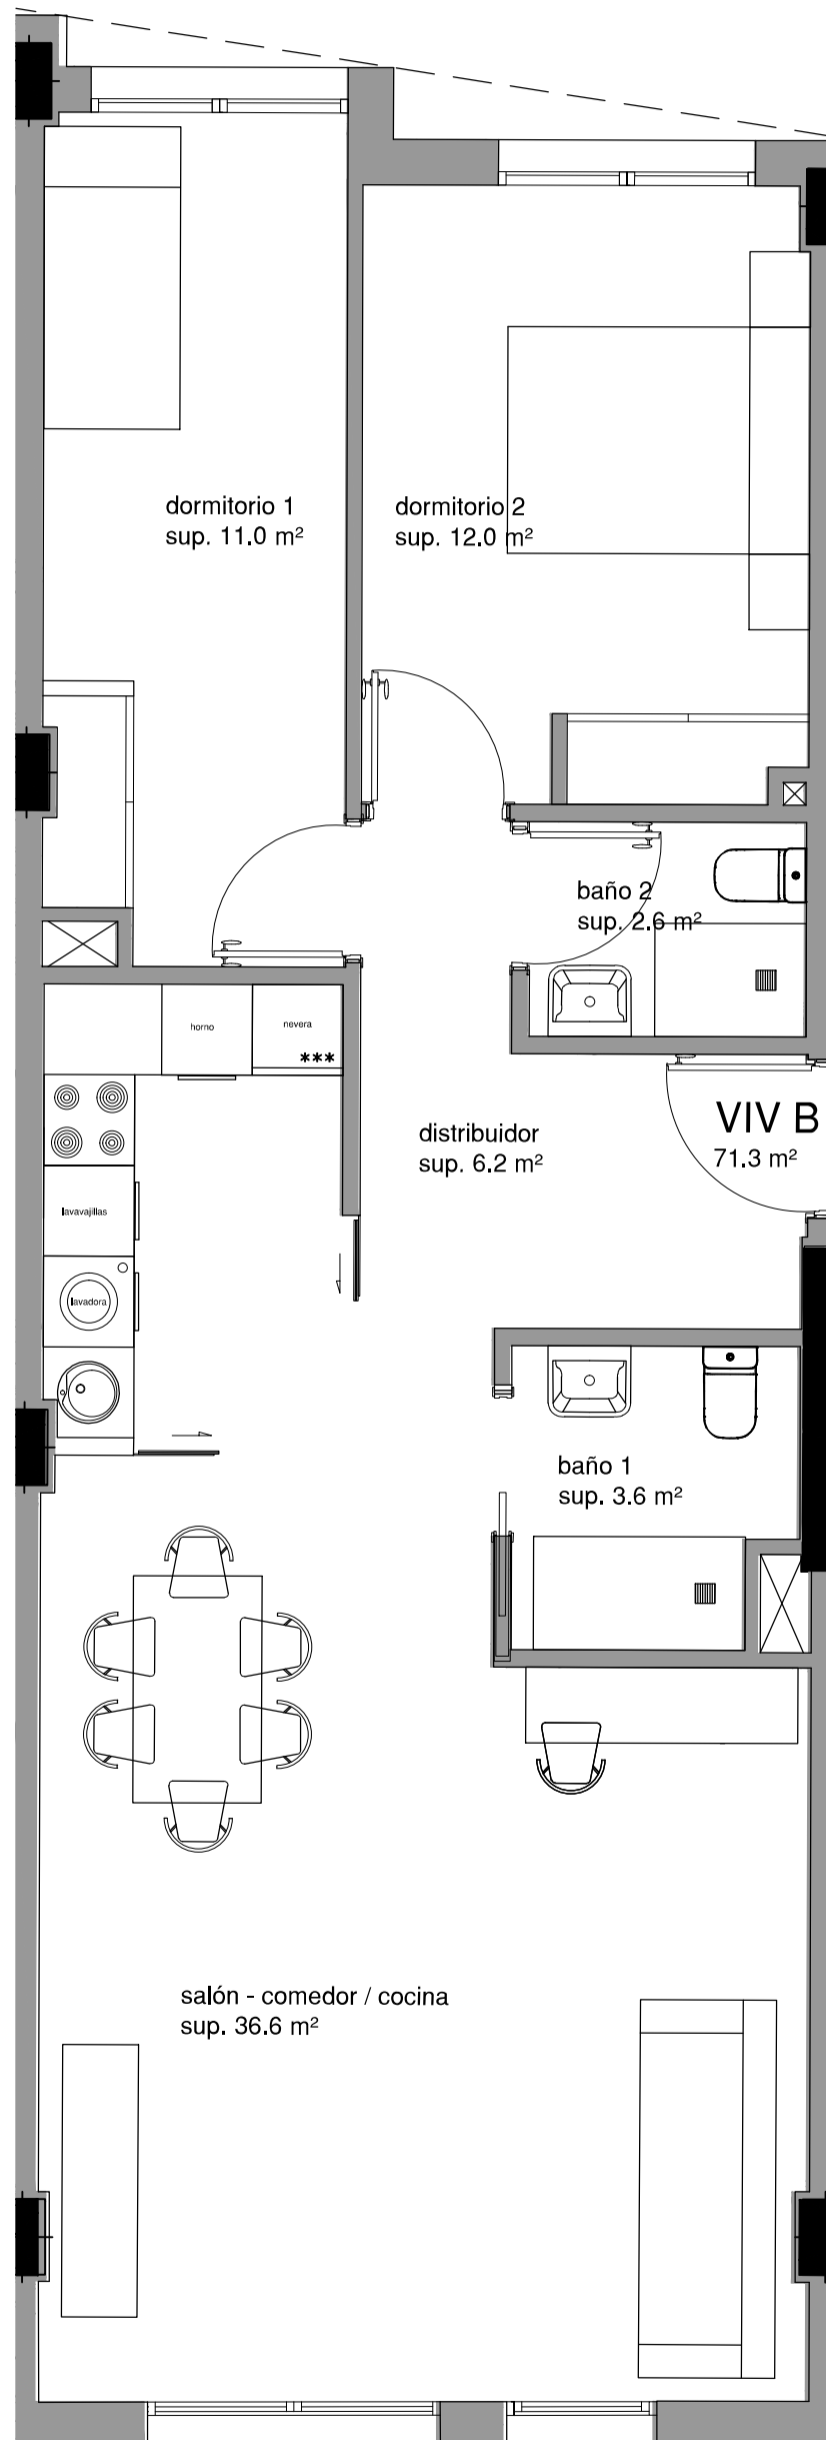 dormitorio 1
sup. 11.0 m²
dormitorio 2
sup. 12.0 m²
baño 2
sup. 2.6 m²
horno
nevera
***
VIV B
71.3 m²
distribuidor
sup. 6.2 m²
lavavajillas
lavadora
baño 1
sup. 3.6 m²
salón - comedor / cocina
sup. 36.6 m²